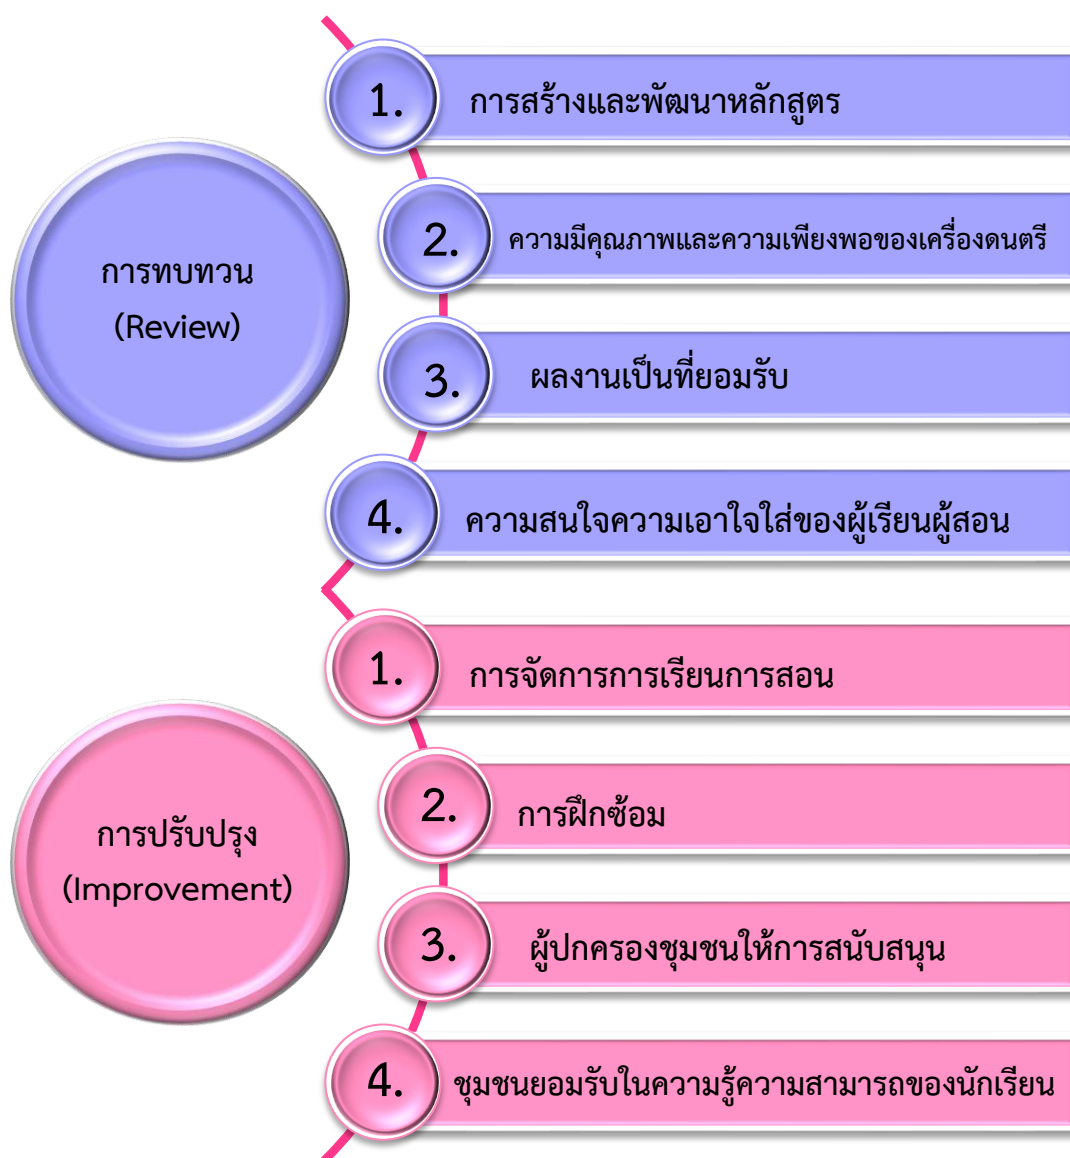 การทบทวน
(Review)
1. การสร้างและพัฒนาหลักสูตร
2. ความมีคุณภาพและความเพียงพอของเครื่องดนตรี
3. ผลงานเป็นที่ยอมรับ
4. ความสนใจความเอาใจใส่ของผู้เรียนผู้สอน
การปรับปรุง
(Improvement)
1. การจัดการการเรียนการสอน
2. การฝึกซ้อม
3. ผู้ปกครองชุมชนให้การสนับสนุน
4. ชุมชนยอมรับในความรู้ความสามารถของนักเรียน